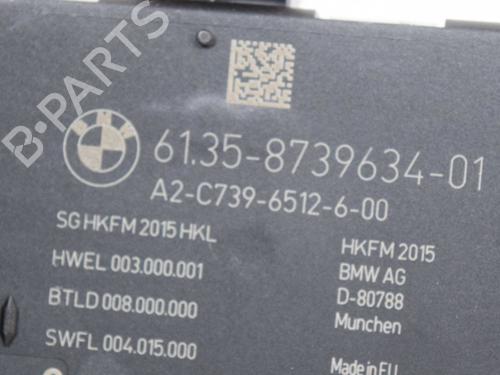 B-PARTS
BMW
61.35-8739634-01
A2-C739-6512-6-00
SG HKFM 2015 HKL
HWEL 003.000.001
BTLD 008.000.000
SWFL 004.015.000
HKFM 2015
BMW AG
D-80788
Munchen
Made in EU